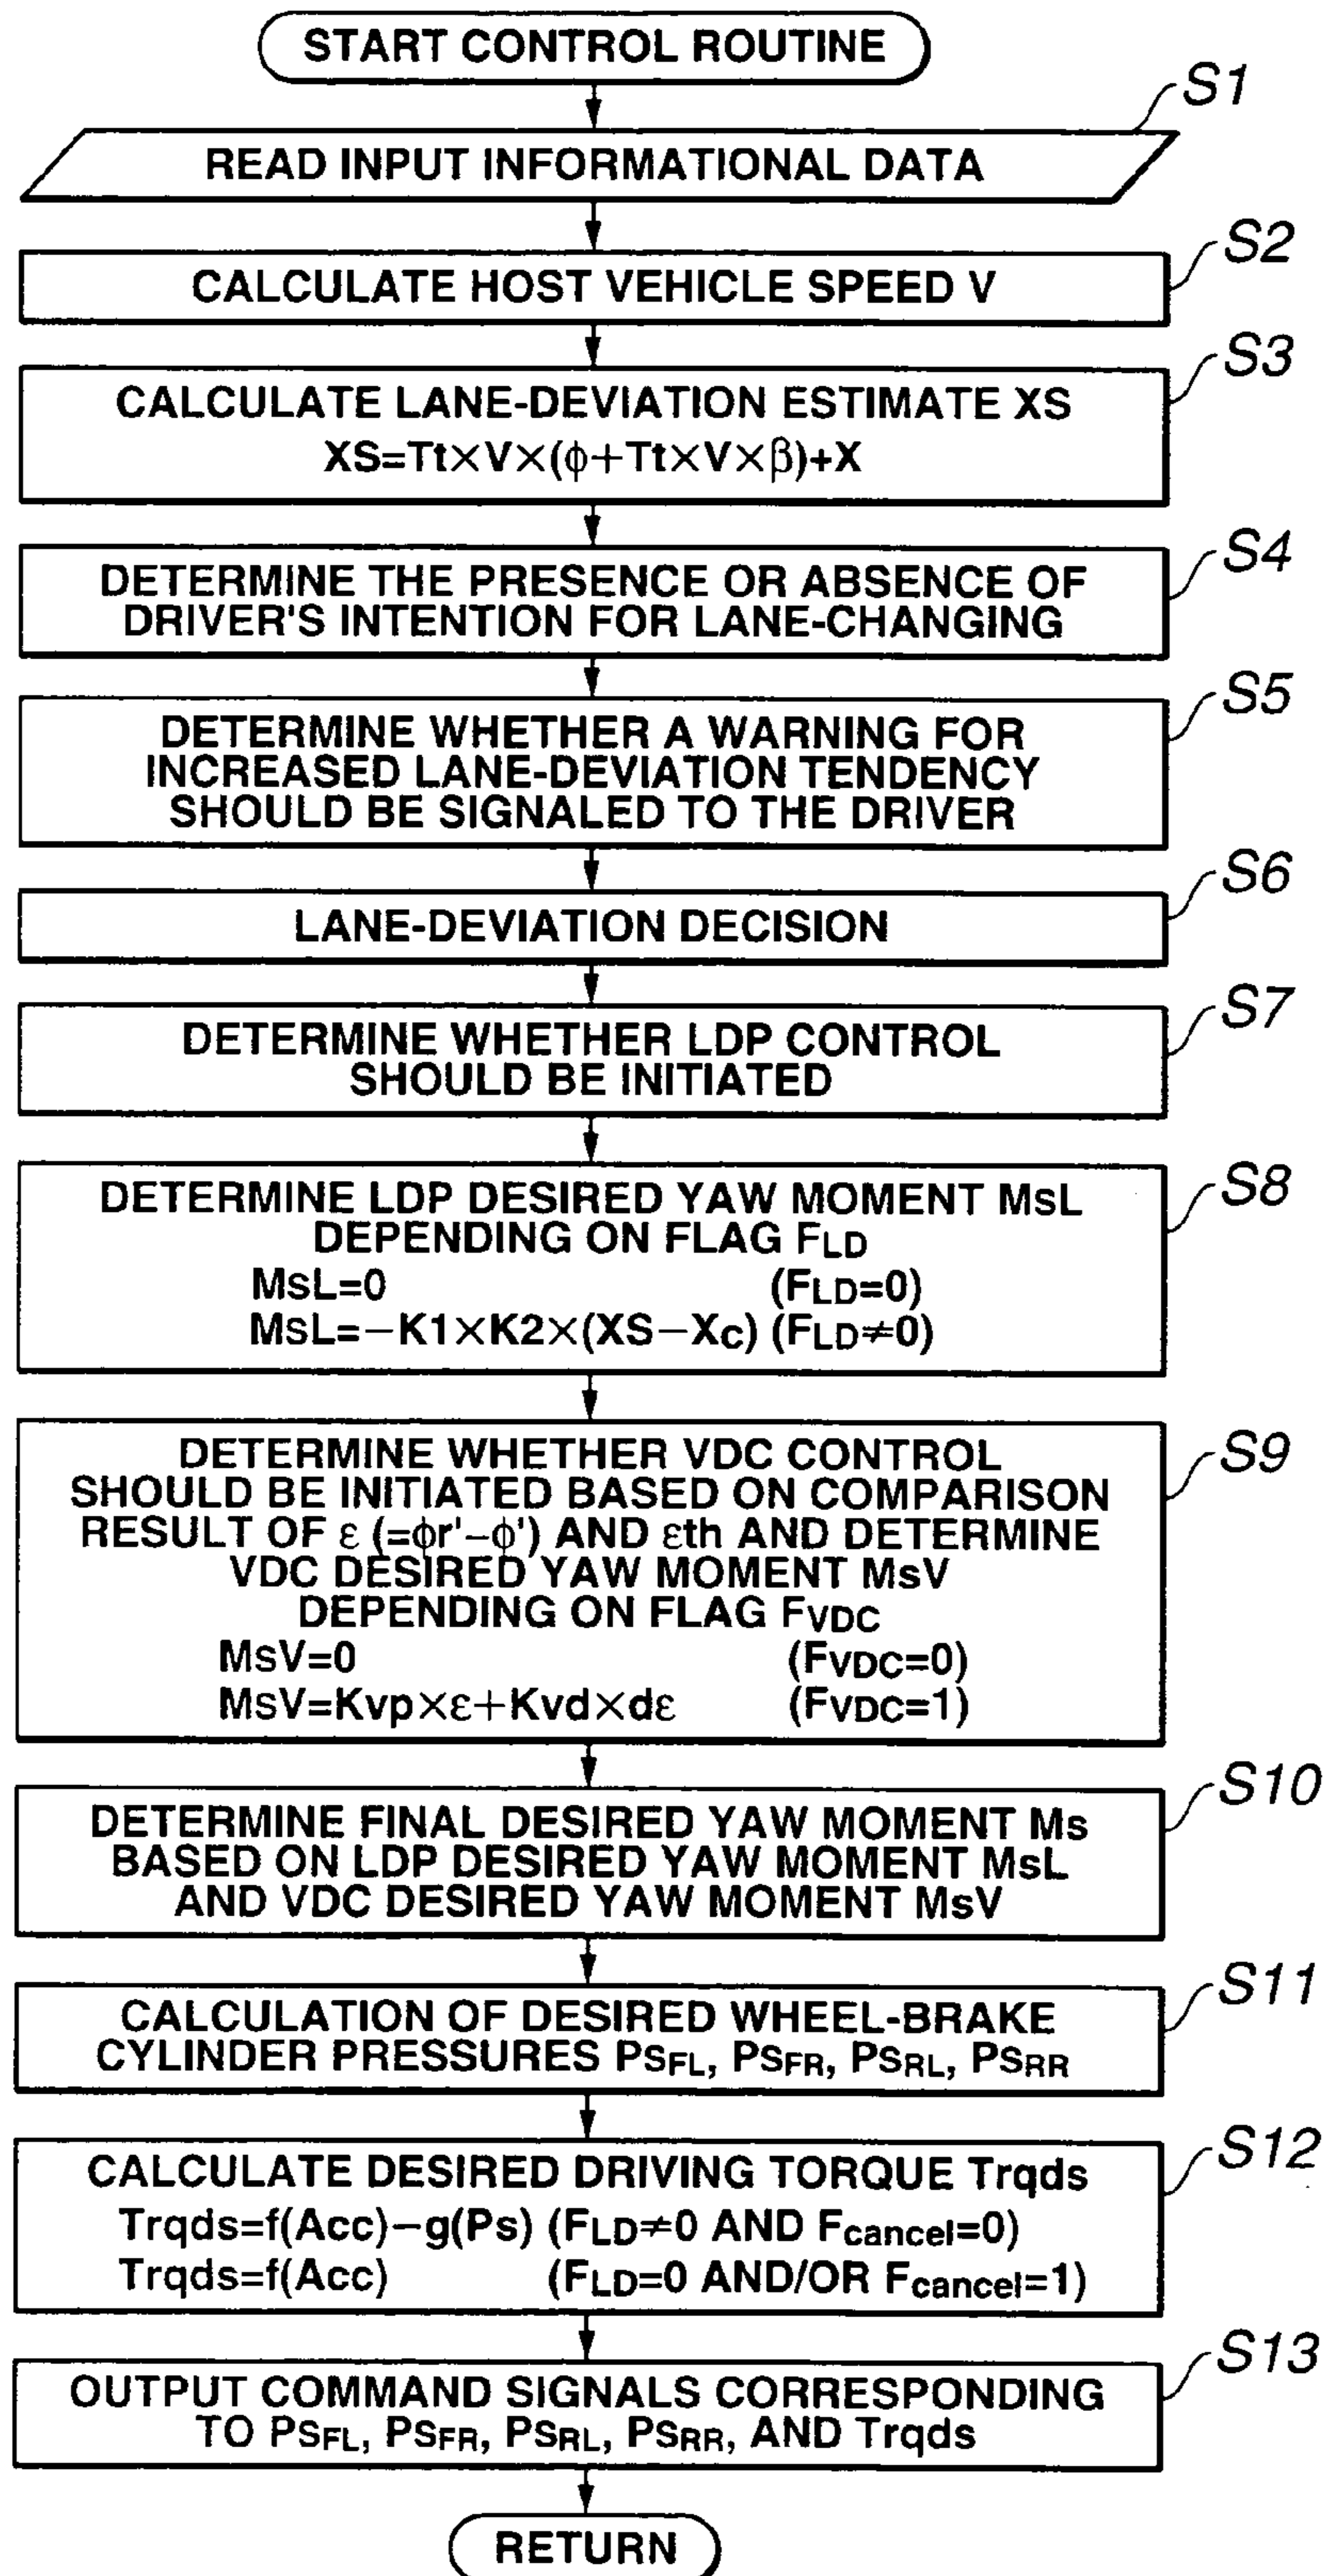 START CONTROL ROUTINE
S1
READ INPUT INFORMATIONAL DATA
S2
CALCULATE HOST VEHICLE SPEED V
S3
CALCULATE LANE-DEVIATION ESTIMATE XS
XS=Tt×V×(ϕ+Tt×V×β)+X
S4
DETERMINE THE PRESENCE OR ABSENCE OF
DRIVER'S INTENTION FOR LANE-CHANGING
S5
DETERMINE WHETHER A WARNING FOR
INCREASED LANE-DEVIATION TENDENCY
SHOULD BE SIGNALED TO THE DRIVER
S6
LANE-DEVIATION DECISION
S7
DETERMINE WHETHER LDP CONTROL
SHOULD BE INITIATED
S8
DETERMINE LDP DESIRED YAW MOMENT MsL
DEPENDING ON FLAG FLD
MsL=0 (FLD=0)
MsL=−K1×K2×(XS−Xc) (FLD≠0)
S9
DETERMINE WHETHER VDC CONTROL
SHOULD BE INITIATED BASED ON COMPARISON
RESULT OF ε (=ϕr'−ϕ') AND εth AND DETERMINE
VDC DESIRED YAW MOMENT MsV
DEPENDING ON FLAG FVDC
MsV=0 (FVDC=0)
MsV=Kvp×ε+Kvd×dε (FVDC=1)
S10
DETERMINE FINAL DESIRED YAW MOMENT Ms
BASED ON LDP DESIRED YAW MOMENT MsL
AND VDC DESIRED YAW MOMENT MsV
S11
CALCULATION OF DESIRED WHEEL-BRAKE
CYLINDER PRESSURES PSFL, PSFR, PSRL, PSRR
S12
CALCULATE DESIRED DRIVING TORQUE Trqds
Trqds=f(Acc)−g(Ps) (FLD≠0 AND Fcancel=0)
Trqds=f(Acc) (FLD=0 AND/OR Fcancel=1)
S13
OUTPUT COMMAND SIGNALS CORRESPONDING
TO PSFL, PSFR, PSRL, PSRR, AND Trqds
RETURN